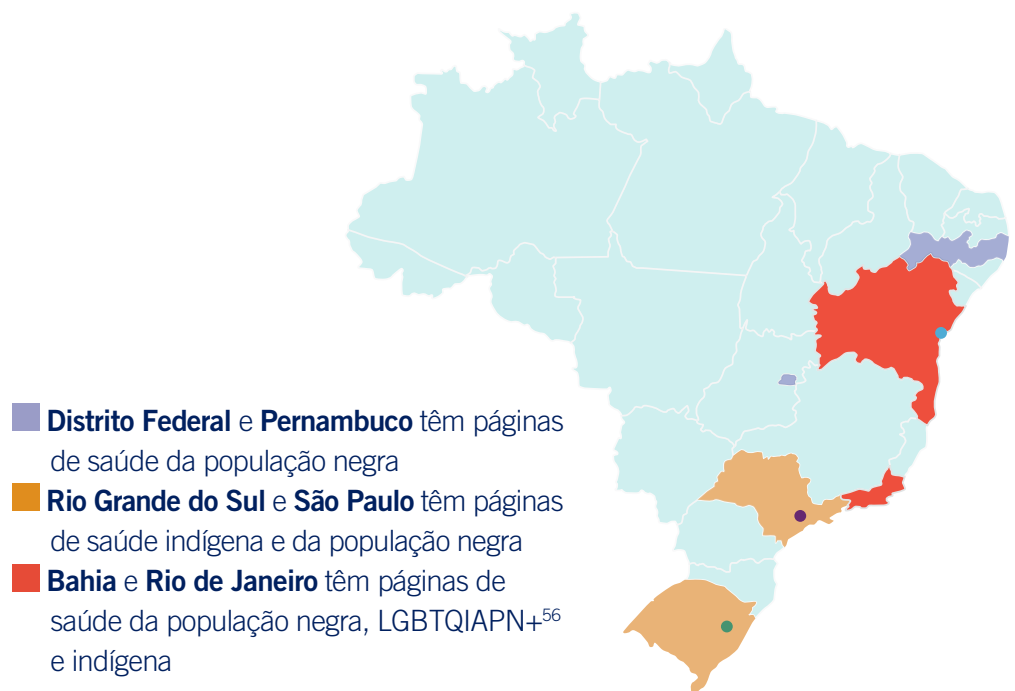 Distrito Federal e Pernambuco têm páginas
de saúde da população negra
Rio Grande do Sul e São Paulo têm páginas
de saúde indígena e da população negra
Bahia e Rio de Janeiro têm páginas de
saúde da população negra, LGBTQIAPN+56
e indígena